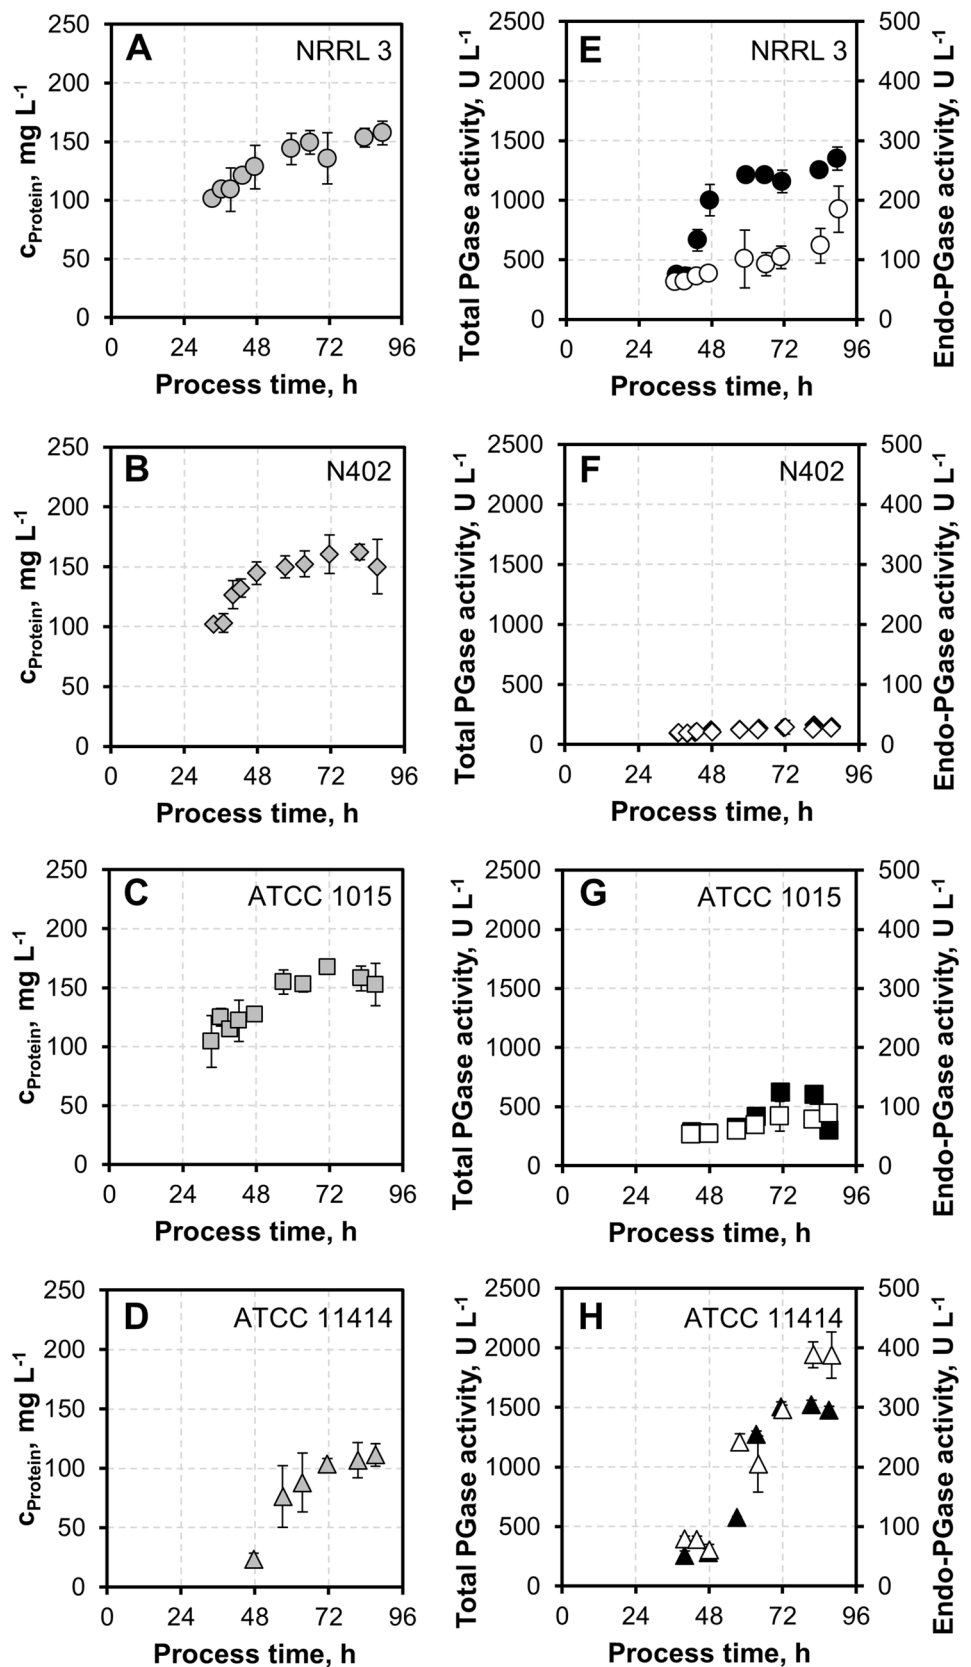 A
NRRL 3
c_Protein, mg L⁻¹
250
200
150
100
50
0
0 24 48 72 96
Process time, h
E
NRRL 3
Total PGase activity, U L⁻¹
2500
2000
1500
1000
500
0
Endo-PGase activity, U L⁻¹
500
400
300
200
100
0
0 24 48 72 96
Process time, h
B
N402
c_Protein, mg L⁻¹
250
200
150
100
50
0
0 24 48 72 96
Process time, h
F
N402
Total PGase activity, U L⁻¹
2500
2000
1500
1000
500
0
Endo-PGase activity, U L⁻¹
500
400
300
200
100
0
0 24 48 72 96
Process time, h
C
ATCC 1015
c_Protein, mg L⁻¹
250
200
150
100
50
0
0 24 48 72 96
Process time, h
G
ATCC 1015
Total PGase activity, U L⁻¹
2500
2000
1500
1000
500
0
Endo-PGase activity, U L⁻¹
500
400
300
200
100
0
0 24 48 72 96
Process time, h
D
ATCC 11414
c_Protein, mg L⁻¹
250
200
150
100
50
0
0 24 48 72 96
Process time, h
H
ATCC 11414
Total PGase activity, U L⁻¹
2500
2000
1500
1000
500
0
Endo-PGase activity, U L⁻¹
500
400
300
200
100
0
0 24 48 72 96
Process time, h